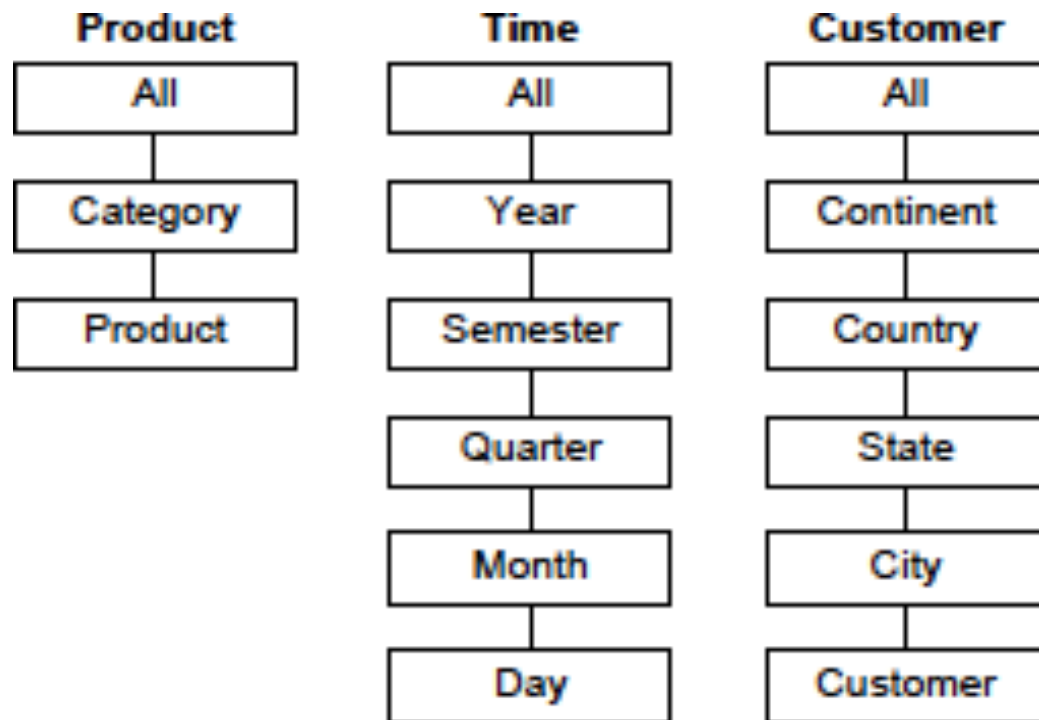 Product
All
Category
Product
Time
All
Year
Semester
Quarter
Month
Day
Customer
All
Continent
Country
State
City
Customer